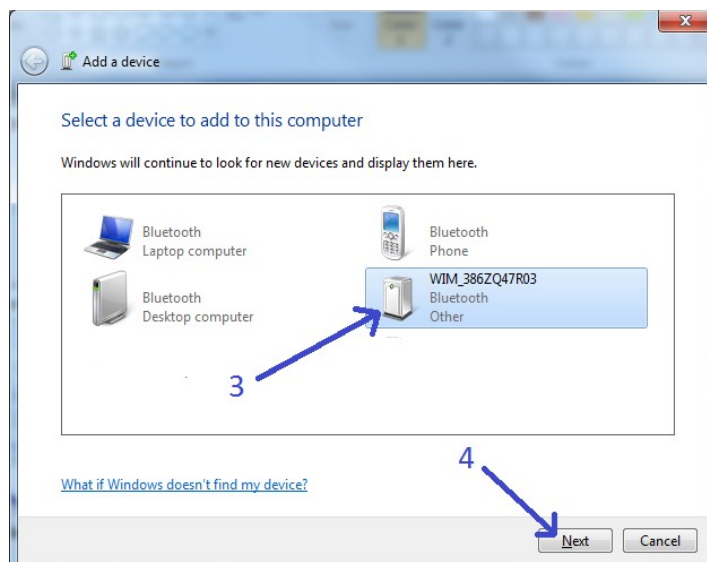 Add a device
Select a device to add to this computer
Windows will continue to look for new devices and display them here.
Bluetooth
Laptop computer
Bluetooth
Phone
Bluetooth
Desktop computer
WIM_386ZQ47R03
Bluetooth
Other
3
4
What if Windows doesn't find my device?
Next
Cancel